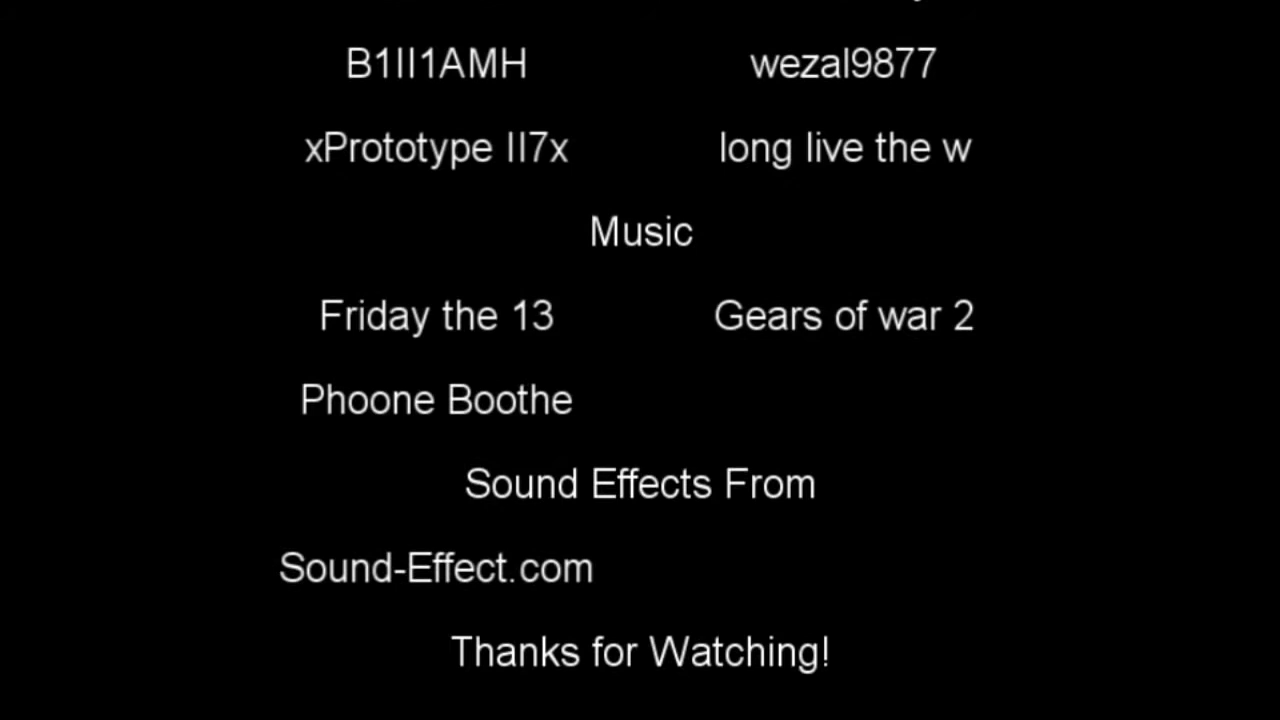 B1II1AMH wezal9877
xPrototype II7x long live the w
Music
Friday the 13 Gears of war 2
Phoone Boothe
Sound Effects From
Sound-Effect.com
Thanks for Watching!